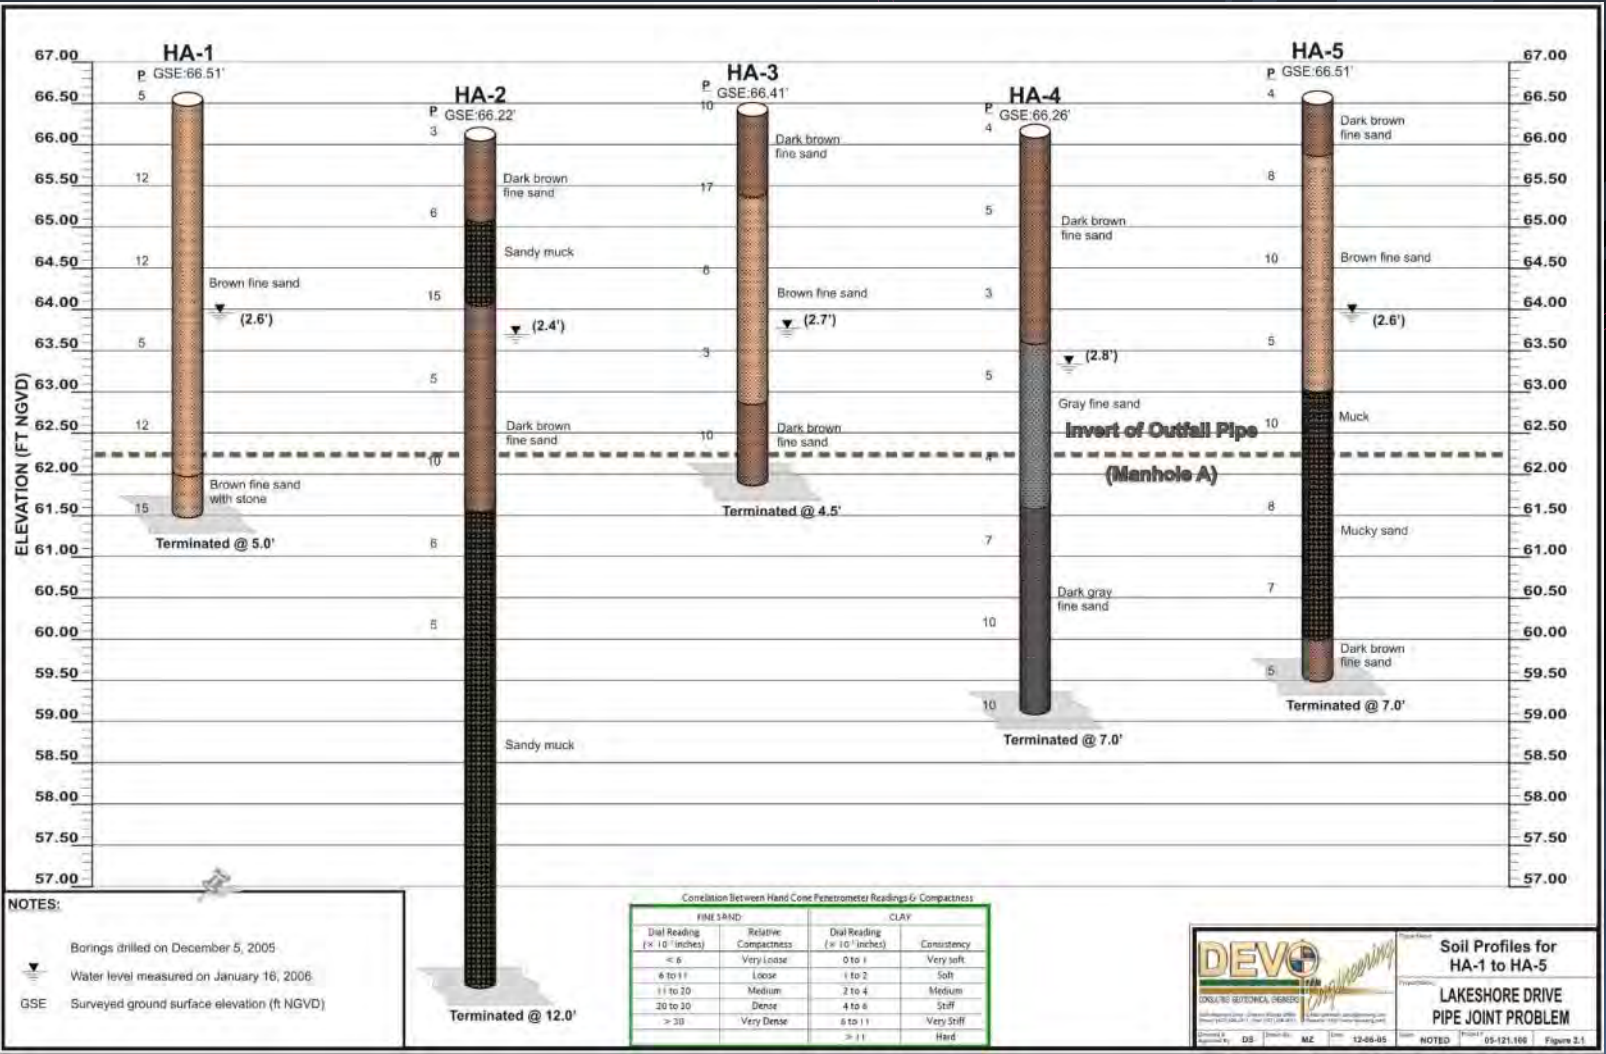 HA-1
P GSE:66.51'
HA-2
P GSE:66.22'
HA-3
P GSE:66.41'
HA-4
P GSE:66.26'
HA-5
P GSE:66.51'
ELEVATION (FT NGVD)
67.00
66.50
66.00
65.50
65.00
64.50
64.00
63.50
63.00
62.50
62.00
61.50
61.00
60.50
60.00
59.50
59.00
58.50
58.00
57.50
57.00
5
12
12
5
12
15
Brown fine sand
(2.6')
Brown fine sand
with stone
Terminated @ 5.0'
3
6
15
5
10
6
Dark brown
fine sand
Sandy muck
(2.4')
Dark brown
fine sand
Sandy muck
Terminated @ 12.0'
10
17
3
10
Dark brown
fine sand
Brown fine sand
(2.7')
Dark brown
fine sand
Terminated @ 4.5'
4
5
3
5
7
10
10
Dark brown
fine sand
(2.8')
Gray fine sand
Invert of Outfall Pipe
(Manhole A)
Dark gray
fine sand
Terminated @ 7.0'
4
8
10
5
10
8
7
5
Dark brown
fine sand
Brown fine sand
(2.6')
Muck
Mucky sand
Dark brown
fine sand
Terminated @ 7.0'
67.00
66.50
66.00
65.50
65.00
64.50
64.00
63.50
63.00
62.50
62.00
61.50
61.00
60.50
60.00
59.50
59.00
58.50
58.00
57.50
57.00
NOTES:
Borings drilled on December 5, 2005
Water level measured on January 16, 2006
GSE Surveyed ground surface elevation (ft NGVD)
Correlation Between Hand Cone Penetrometer Readings & Compactness
FINE SAND CLAY
Dial Reading Relative Dial Reading
(× 10⁻¹ inches) Compactness (× 10⁻¹ inches) Consistency
< 6 Very Loose 0 to 1 Very soft
6 to 11 Loose 1 to 2 Soft
11 to 20 Medium 2 to 4 Medium
20 to 30 Dense 4 to 6 Stiff
> 30 Very Dense 6 to 11 Very Stiff
> 11 Hard
DEVO
Engineering
CONSULTING GEOTECHNICAL ENGINEERS
Soil Profiles for
HA-1 to HA-5
LAKESHORE DRIVE
PIPE JOINT PROBLEM
DS MZ 12-06-05 NOTED 05-121.100 Figure 2.1